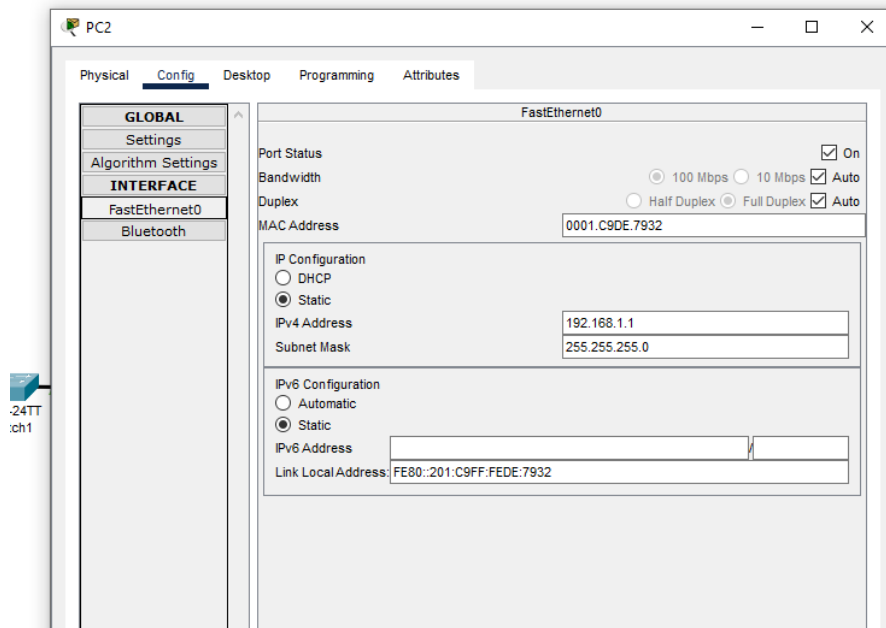 PC2
Physical Config Desktop Programming Attributes
GLOBAL
Settings
Algorithm Settings
INTERFACE
FastEthernet0
Bluetooth
FastEthernet0
Port Status On
Bandwidth 100 Mbps 10 Mbps Auto
Duplex Half Duplex Full Duplex Auto
MAC Address 0001.C9DE.7932
IP Configuration
DHCP
Static
IPv4 Address 192.168.1.1
Subnet Mask 255.255.255.0
IPv6 Configuration
Automatic
Static
IPv6 Address /
Link Local Address: FE80::201:C9FF:FEDE:7932
-24TT
:ch1